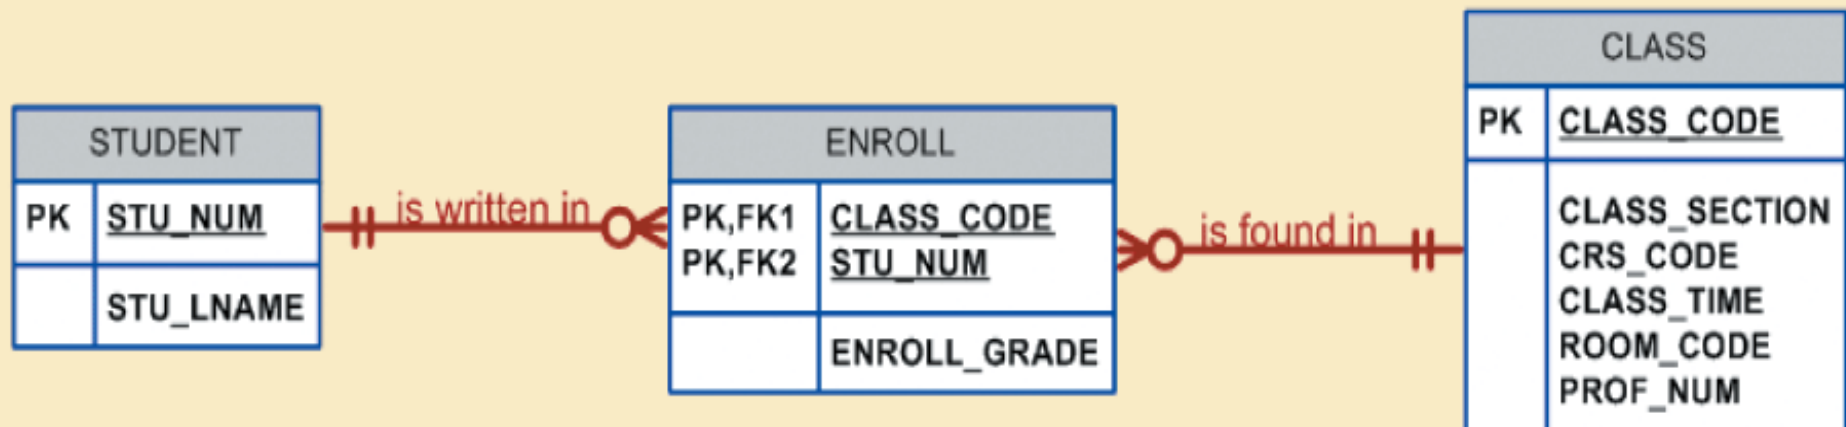 STUDENT
PK STU_NUM
STU_LNAME
is written in
ENROLL
PK,FK1 CLASS_CODE
PK,FK2 STU_NUM
ENROLL_GRADE
is found in
CLASS
PK CLASS_CODE
CLASS_SECTION
CRS_CODE
CLASS_TIME
ROOM_CODE
PROF_NUM